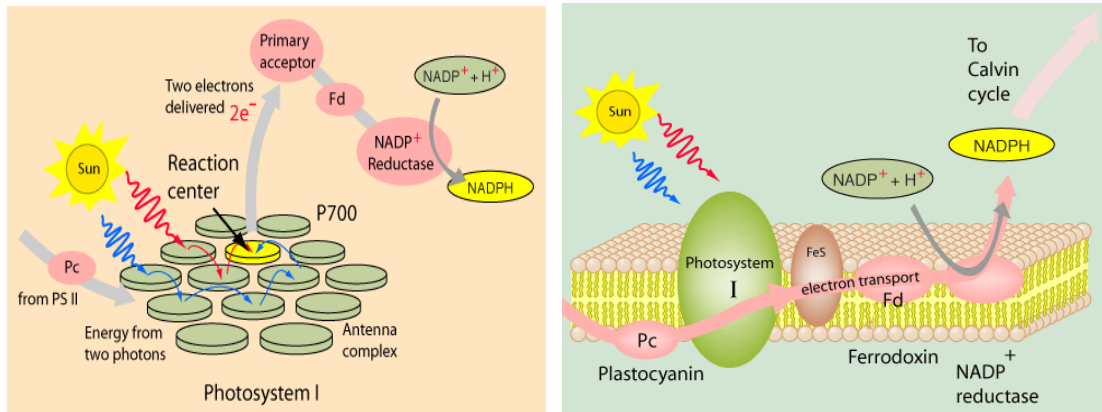 Primary
acceptor
Two electrons
delivered 2e-
Fd
NADP+ + H+
NADP+
Reductase
NADPH
Sun
Reaction
center
P700
Pc
from PS II
Energy from
two photons
Antenna
complex
Photosystem I
To
Calvin
cycle
Sun
NADPH
NADP+ + H+
Photosystem
I
FeS
electron transport
Fd
Pc
Plastocyanin
Ferrodoxin
NADP+
reductase